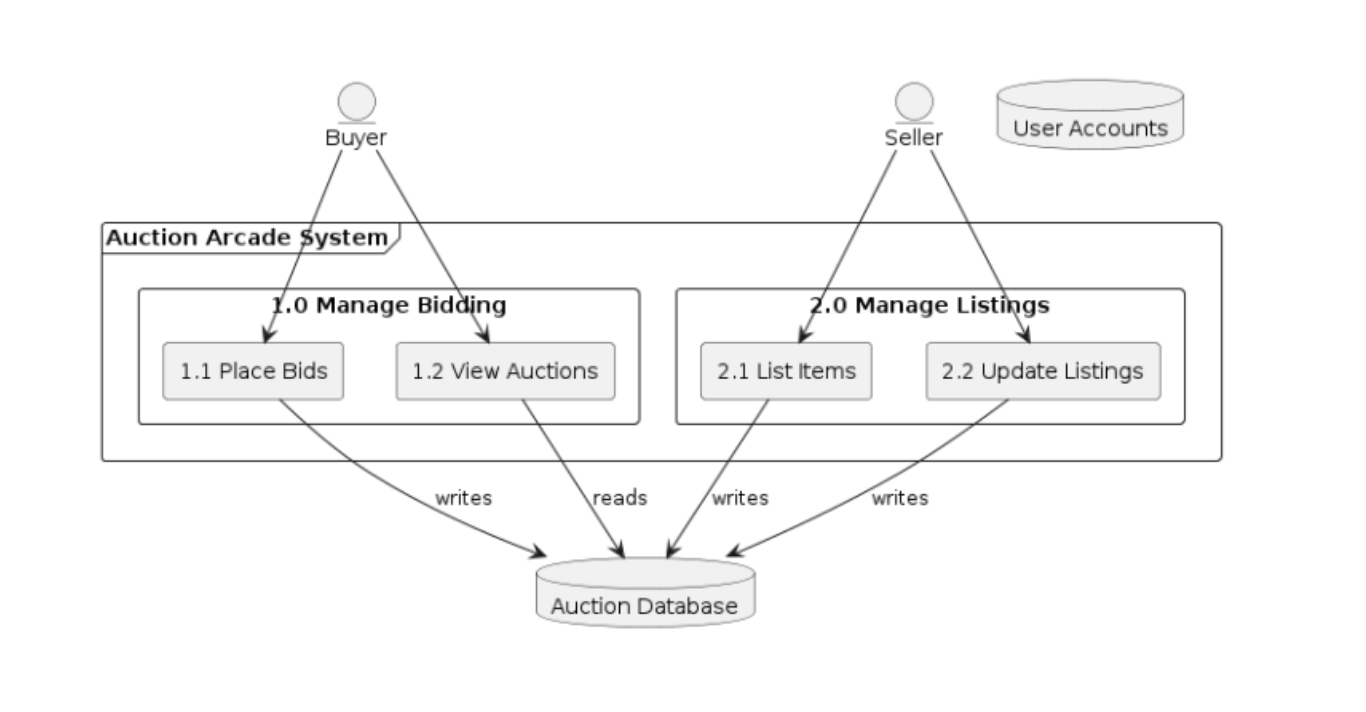 Buyer
Seller
User Accounts
Auction Arcade System
1.0 Manage Bidding
2.0 Manage Listings
1.1 Place Bids
1.2 View Auctions
2.1 List Items
2.2 Update Listings
writes
reads
writes
writes
Auction Database